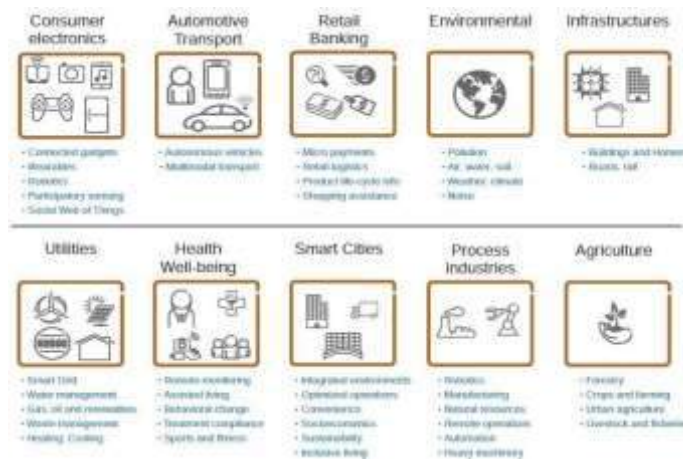 Consumer electronics
Automotive Transport
Retail Banking
Environmental
Infrastructures
• Connected gadgets
• Wearables
• Robotics
• Participatory sensing
• Social Web of Things
• Autonomous vehicles
• Multimodal transport
• Micro payments
• Retail logistics
• Product life-cycle info
• Shopping assistance
• Pollution
• Air, water, soil
• Weather, climate
• Noise
• Buildings and Homes
• Roads, rail
Utilities
Health Well-being
Smart Cities
Process Industries
Agriculture
• Smart Grid
• Water management
• Gas, oil and renewables
• Waste management
• Heating, Cooling
• Remote monitoring
• Assisted living
• Behavioral change
• Treatment compliance
• Sports and fitness
• Integrated environments
• Optimized operations
• Convenience
• Socioeconomics
• Sustainability
• Inclusive living
• Robotics
• Manufacturing
• Natural resources
• Remote operations
• Automation
• Heavy machinery
• Forestry
• Crops and farming
• Urban agriculture
• Livestock and fisheries